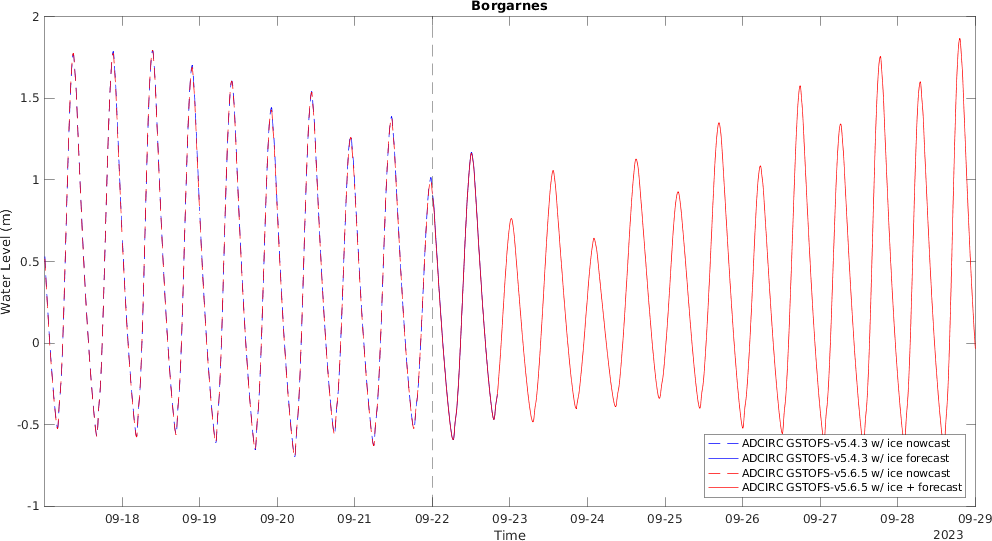 Borgarnes
2
1.5
1
0.5
0
-0.5
-1
Water Level (m)
ADCIRC GSTOFS-v5.4.3 w/ ice nowcast
ADCIRC GSTOFS-v5.4.3 w/ ice forecast
ADCIRC GSTOFS-v5.6.5 w/ ice nowcast
ADCIRC GSTOFS-v5.6.5 w/ ice + forecast
09-18 09-19 09-20 09-21 09-22 09-23 09-24 09-25 09-26 09-27 09-28 09-29
Time
2023